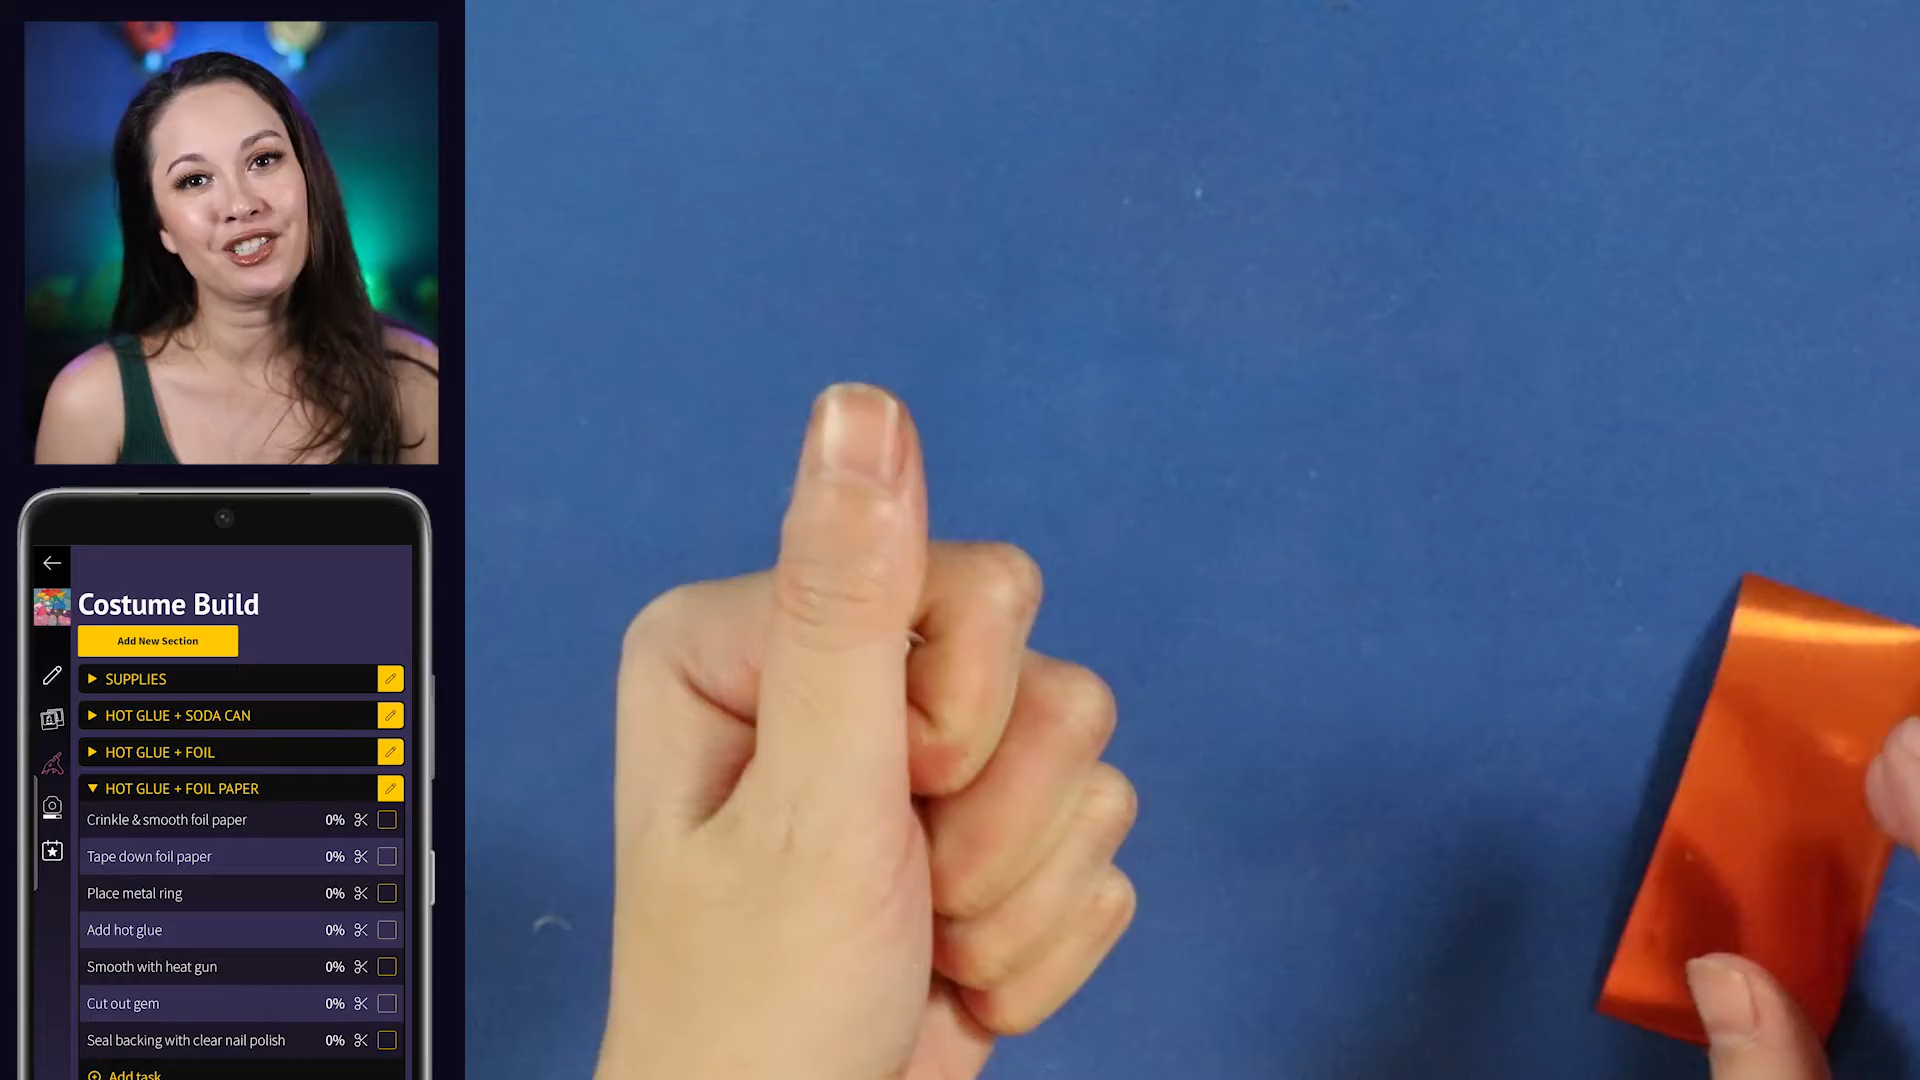 Costume Build
Add New Section
SUPPLIES
HOT GLUE + SODA CAN
HOT GLUE + FOIL
HOT GLUE + FOIL PAPER
Crinkle & smooth foil paper 0%
Tape down foil paper 0%
Place metal ring 0%
Add hot glue 0%
Smooth with heat gun 0%
Cut out gem 0%
Seal backing with clear nail polish 0%
Add task